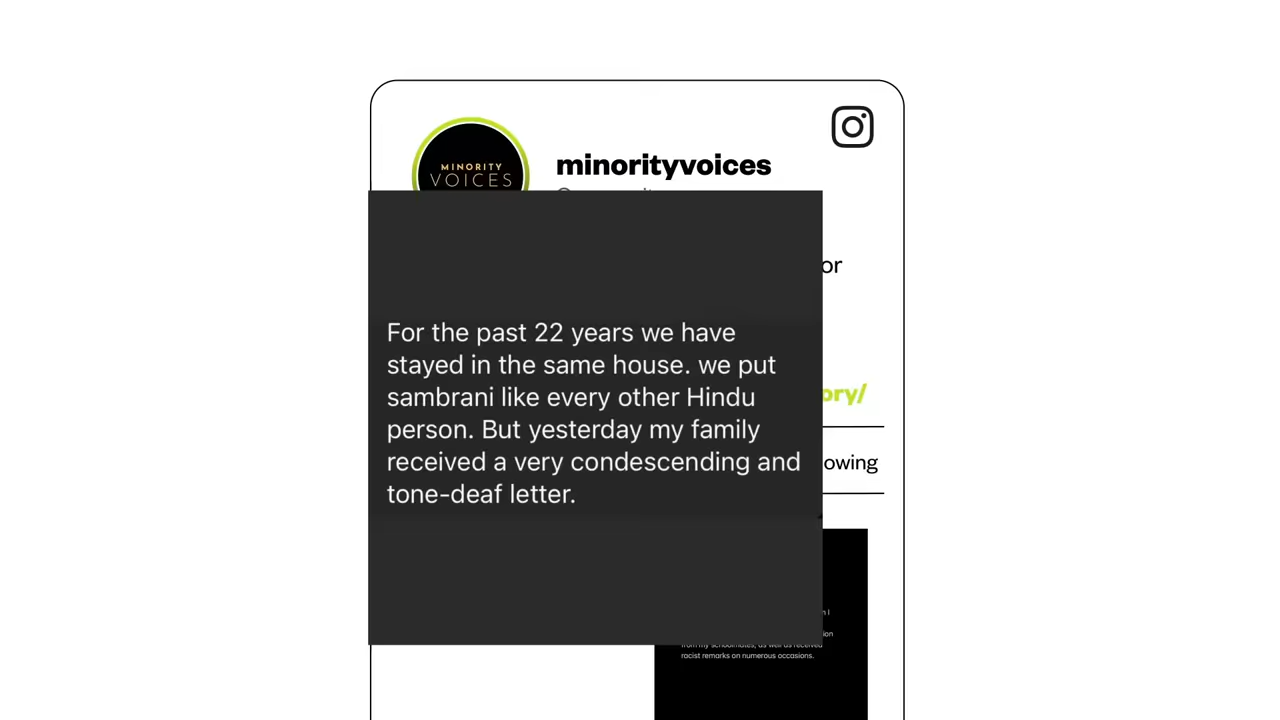 MINORITY
VOICES
minorityvoices
or
ory/
owing
For the past 22 years we have
stayed in the same house. we put
sambrani like every other Hindu
person. But yesterday my family
received a very condescending and
tone-deaf letter.
from my schoolmates, as well as received
racist remarks on numerous occasions.